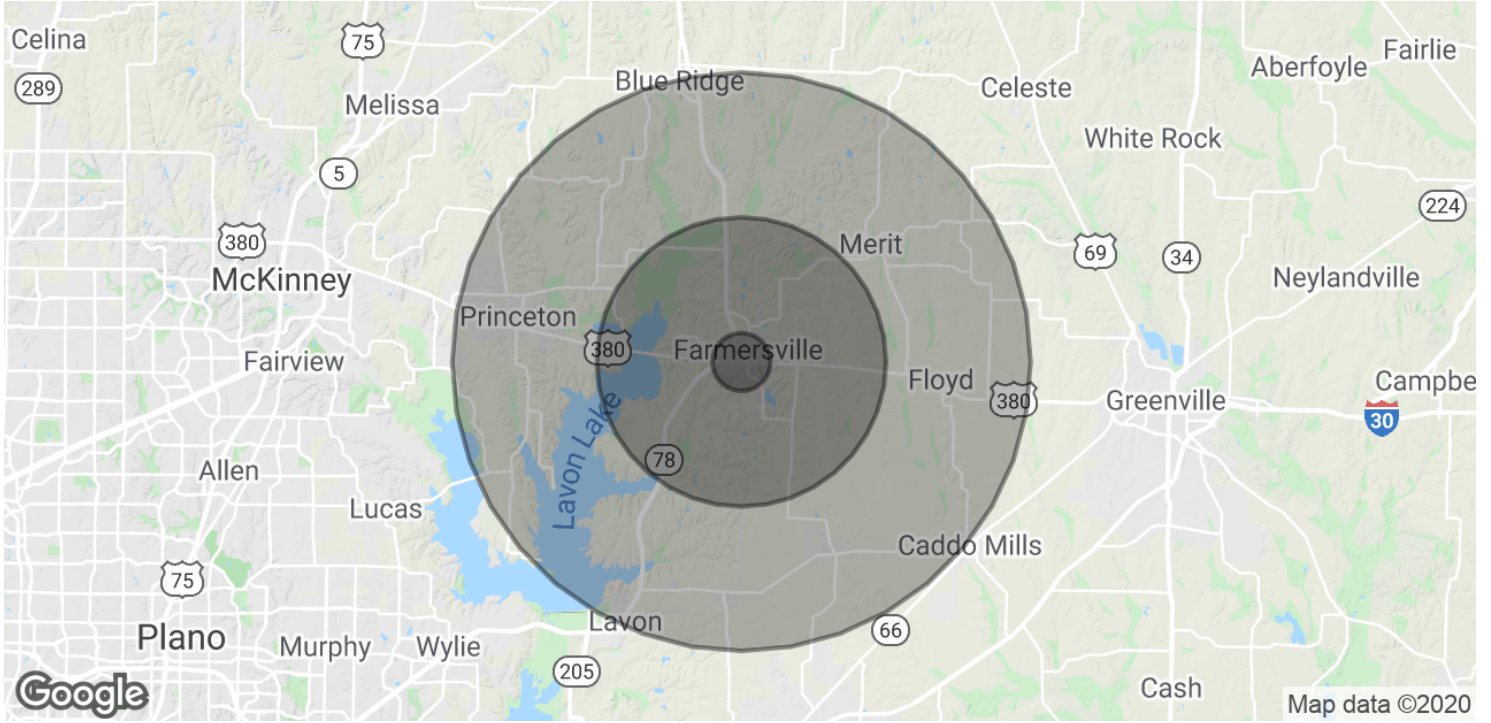 Celina
75
Fairlie
Aberfoyle
289
Blue Ridge
Celeste
Melissa
White Rock
5
224
380
Merit
69
34
McKinney
Neylandville
Princeton
380
Farmersville
Fairview
Floyd
380
Campbe
Greenville
30
Lavon Lake
78
Allen
Lucas
Caddo Mills
75
Lavon
66
Plano
Murphy
Wylie
205
Cash
Google
Map data ©2020